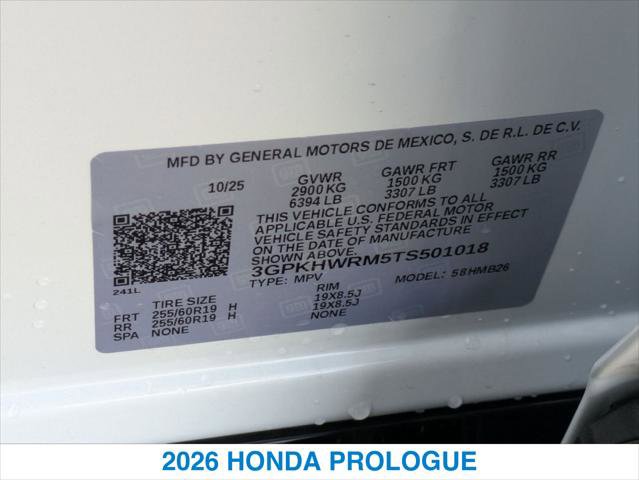 MFD BY GENERAL MOTORS DE MEXICO, S. DE R.L. DE C.V.
10/25 GVWR GAWR FRT GAWR RR
2900 KG 1500 KG 1500 KG
6394 LB 3307 LB 3307 LB
THIS VEHICLE CONFORMS TO ALL
APPLICABLE U.S. FEDERAL MOTOR
VEHICLE SAFETY STANDARDS IN EFFECT
ON THE DATE OF MANUFACTURE
SHOWN ABOVE.
3GPKHWRM5TS501018
TYPE: MPV MODEL: 58HMB26
241L
TIRE SIZE RIM
FRT 255/60R19 H 19X8.5J
RR 255/60R19 H 19X8.5J
SPA NONE NONE
2026 HONDA PROLOGUE